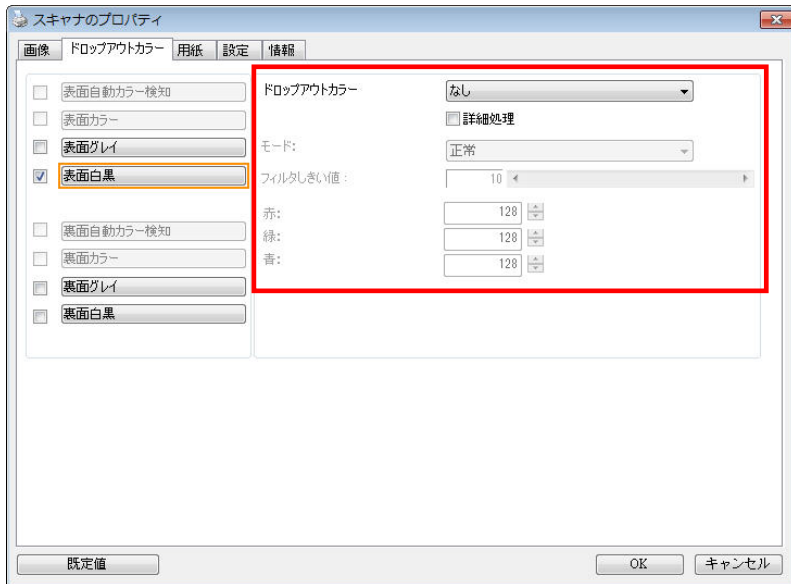 スキャナのプロパティ
画像 ドロップアウトカラー 用紙 設定 情報
表面自動カラー検知
表面カラー
表面グレイ
表面白黒
裏面自動カラー検知
裏面カラー
裏面グレイ
裏面白黒
ドロップアウトカラー なし
詳細処理
モード: 正常
フィルタしきい値: 10
赤: 128
緑: 128
青: 128
既定値 OK キャンセル